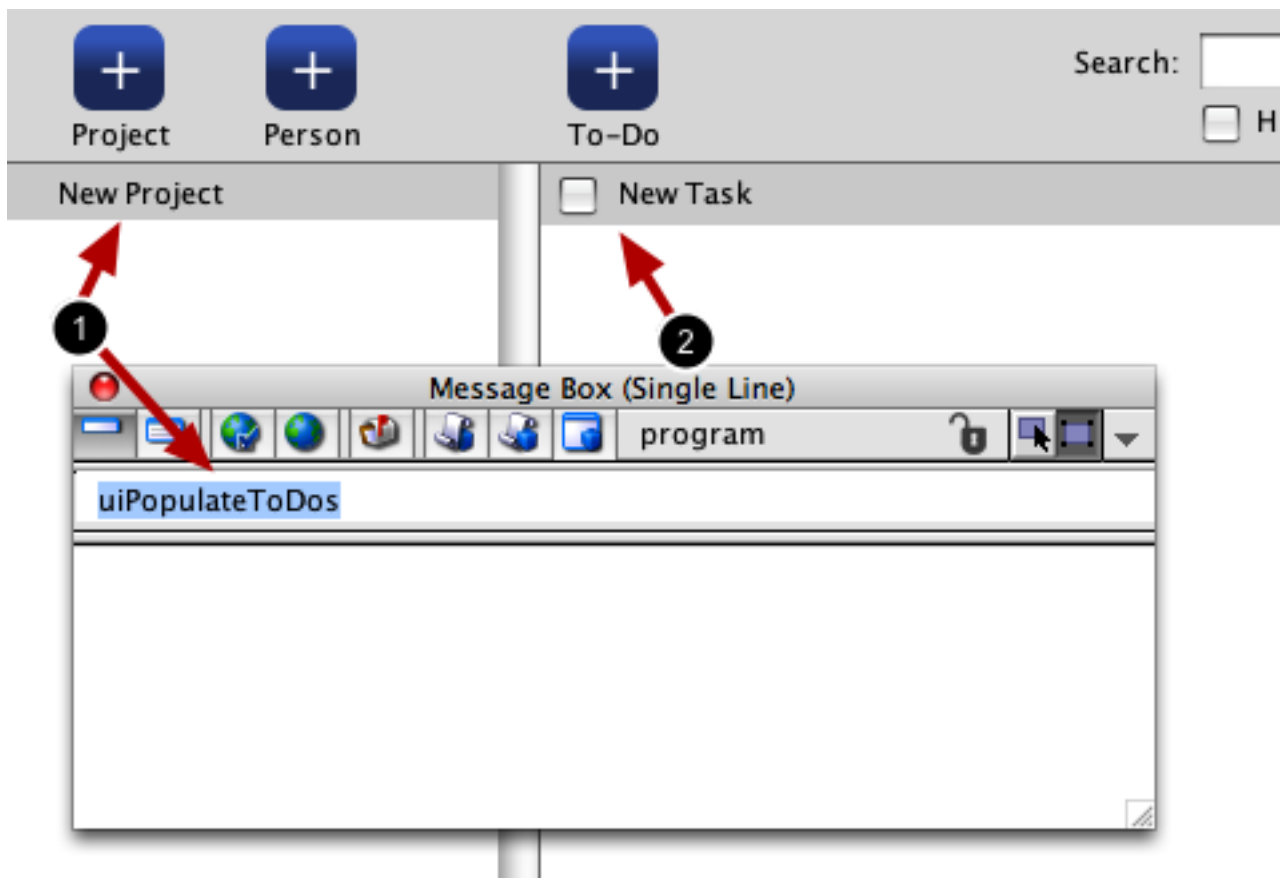 Search:
Project Person To-Do H
New Project
New Task
1
2
Message Box (Single Line)
program
uiPopulateToDos